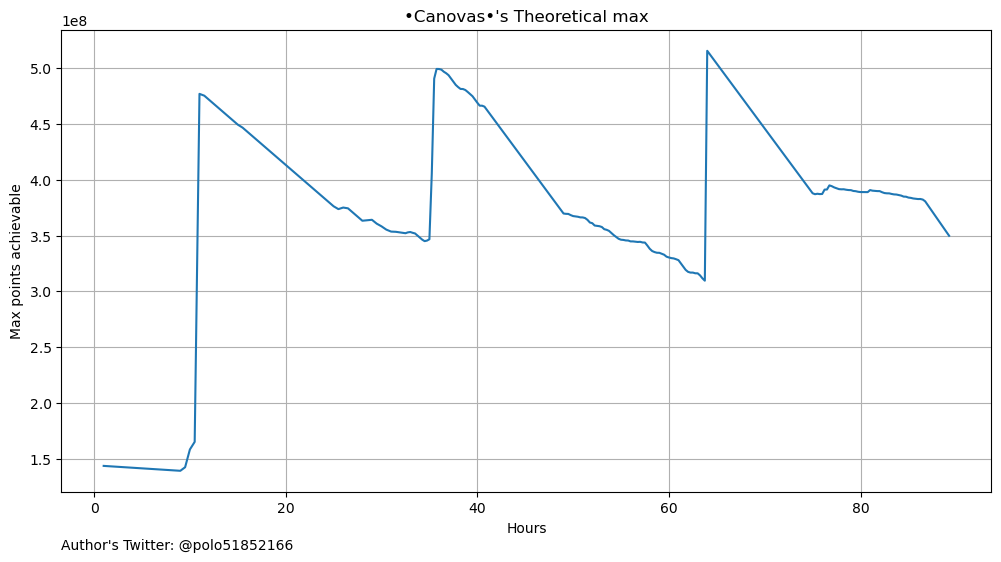 •Canovas•'s Theoretical max
1e8
5.0
4.5
4.0
3.5
3.0
2.5
2.0
1.5
Max points achievable
0 20 40 60 80
Hours
Author's Twitter: @polo51852166